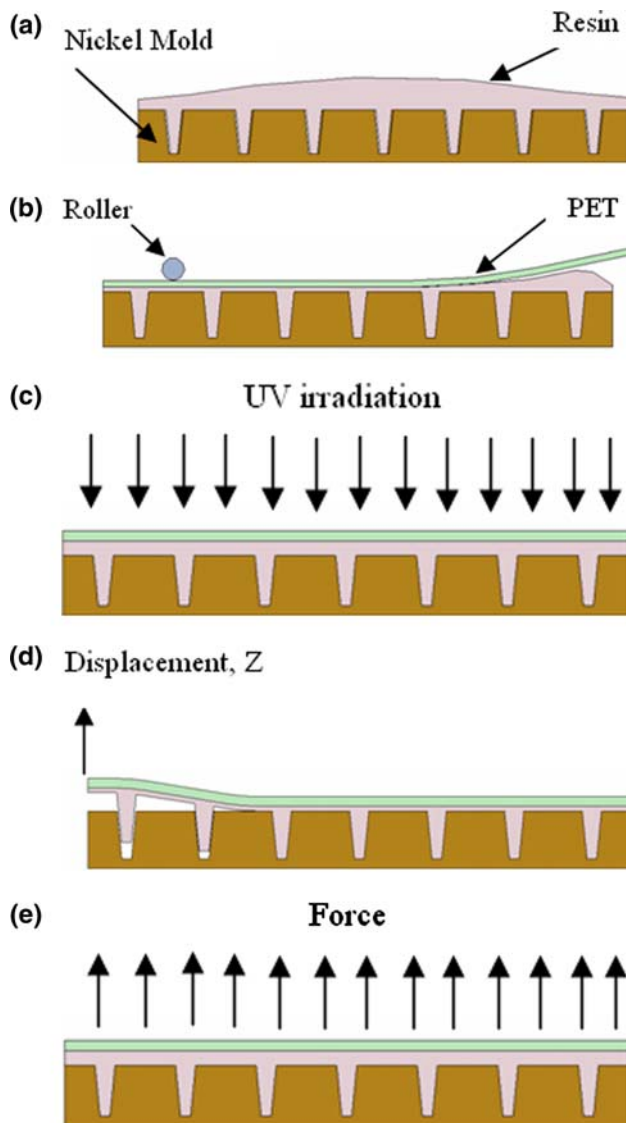 (a)
Nickel Mold
Resin
(b)
Roller
PET
(c)
UV irradiation
(d)
Displacement, Z
(e)
Force